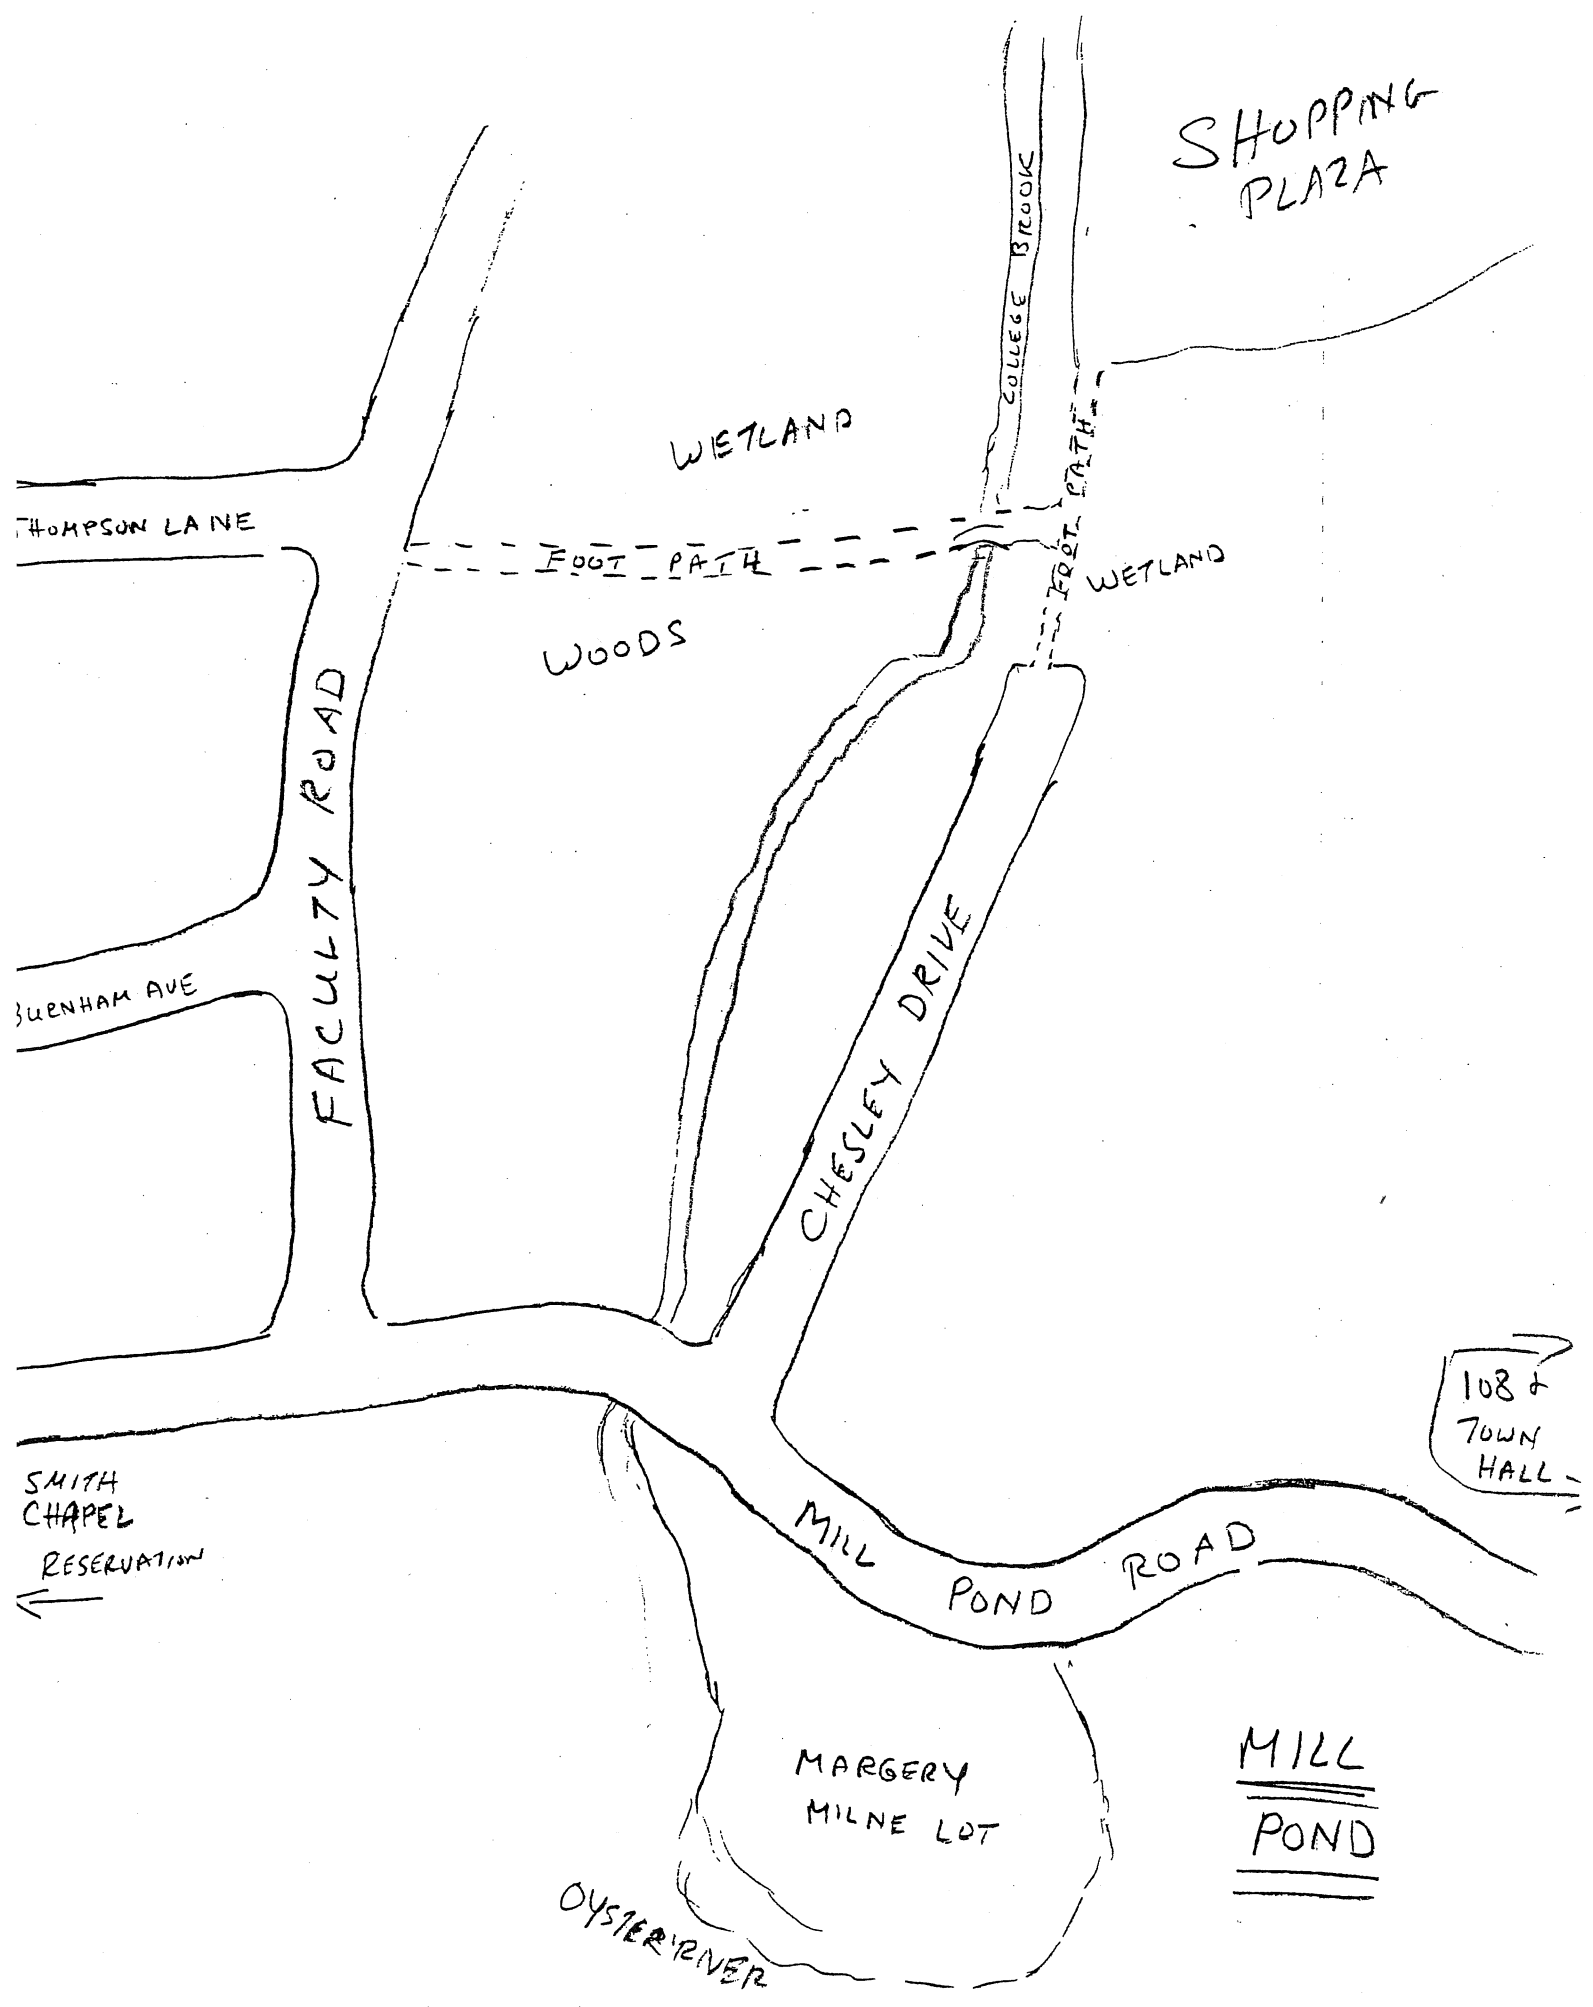 SHOPPING
PLAZA
COLLEGE BROOK
WETLAND
FOOT PATH
THOMPSON LANE
FOOT PATH
WETLAND
WOODS
FACULTY ROAD
BURNHAM AVE
CHESLEY DRIVE
108 &
TOWN
HALL
SMITH
CHAPEL
RESERVATION
MILL POND ROAD
MARGERY
MILNE LOT
MILL
POND
OYSTER RIVER